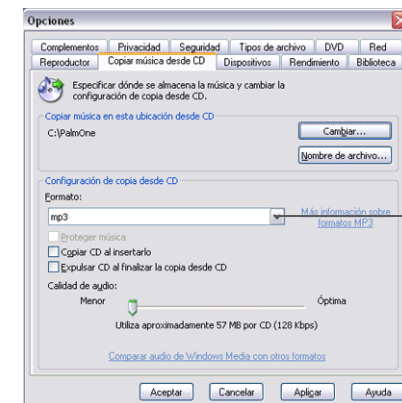 Opciones
Complementos Privacidad Seguridad Tipos de archivo DVD Red
Reproductor Copiar música desde CD Dispositivos Rendimiento Biblioteca
Especificar dónde se almacena la música y cambiar la
configuración de copia desde CD.
Copiar música en esta ubicación desde CD
C:\PalmOne
Cambiar...
Nombre de archivo...
Configuración de copia desde CD
Formato:
mp3
Más información sobre
formatos MP3
Proteger música
Copiar CD al insertarlo
Expulsar CD al finalizar la copia desde CD
Calidad de audio:
Menor Óptima
Utiliza aproximadamente 57 MB por CD (128 Kbps)
Comparar audio de Windows Media con otros formatos
Aceptar Cancelar Aplicar Ayuda